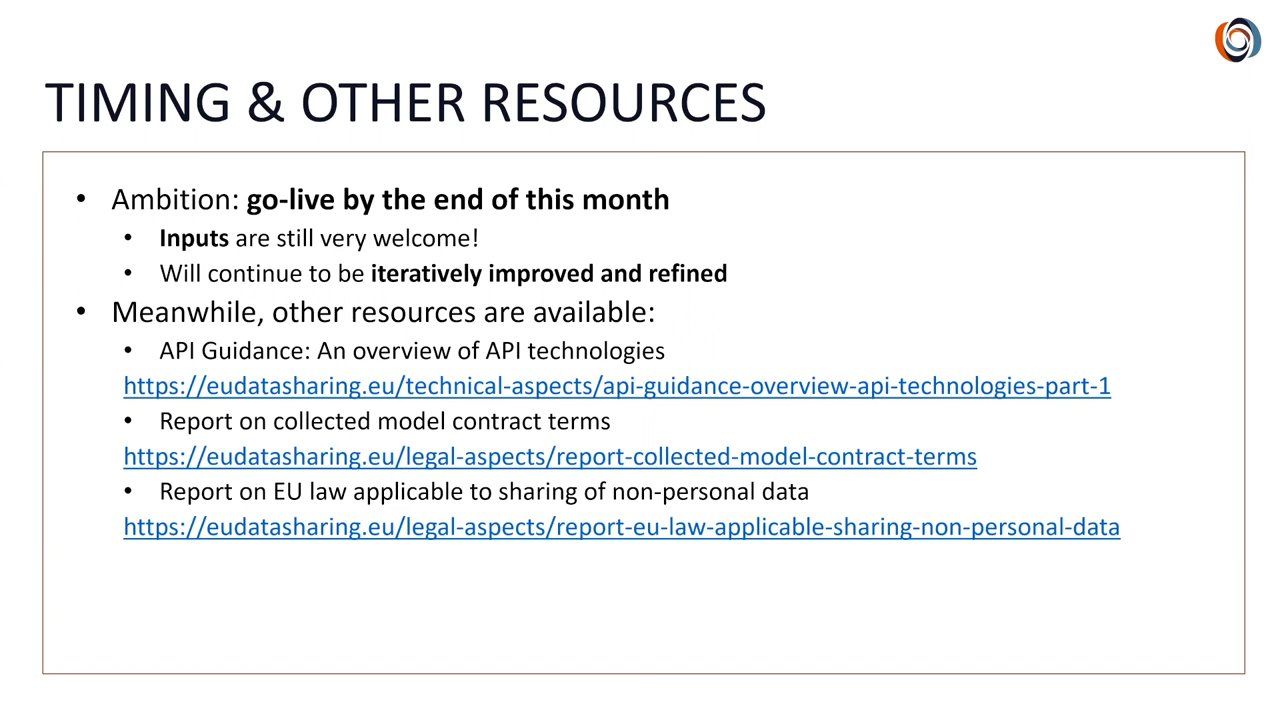 TIMING & OTHER RESOURCES
• Ambition: go-live by the end of this month
• Inputs are still very welcome!
• Will continue to be iteratively improved and refined
• Meanwhile, other resources are available:
• API Guidance: An overview of API technologies
https://eudatasharing.eu/technical-aspects/api-guidance-overview-api-technologies-part-1
• Report on collected model contract terms
https://eudatasharing.eu/legal-aspects/report-collected-model-contract-terms
• Report on EU law applicable to sharing of non-personal data
https://eudatasharing.eu/legal-aspects/report-eu-law-applicable-sharing-non-personal-data